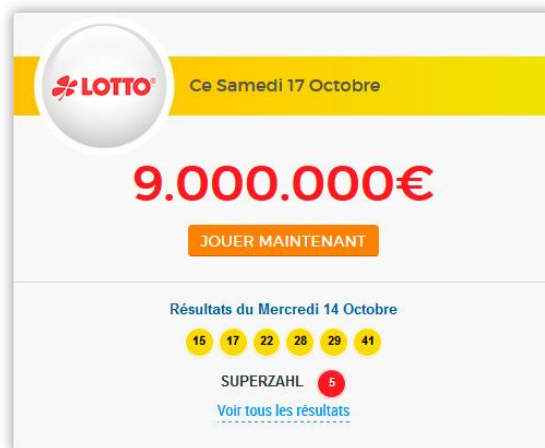 LOTTO
Ce Samedi 17 Octobre
9.000.000€
JOUER MAINTENANT
Résultats du Mercredi 14 Octobre
15 17 22 28 29 41
SUPERZAHL 5
Voir tous les résultats